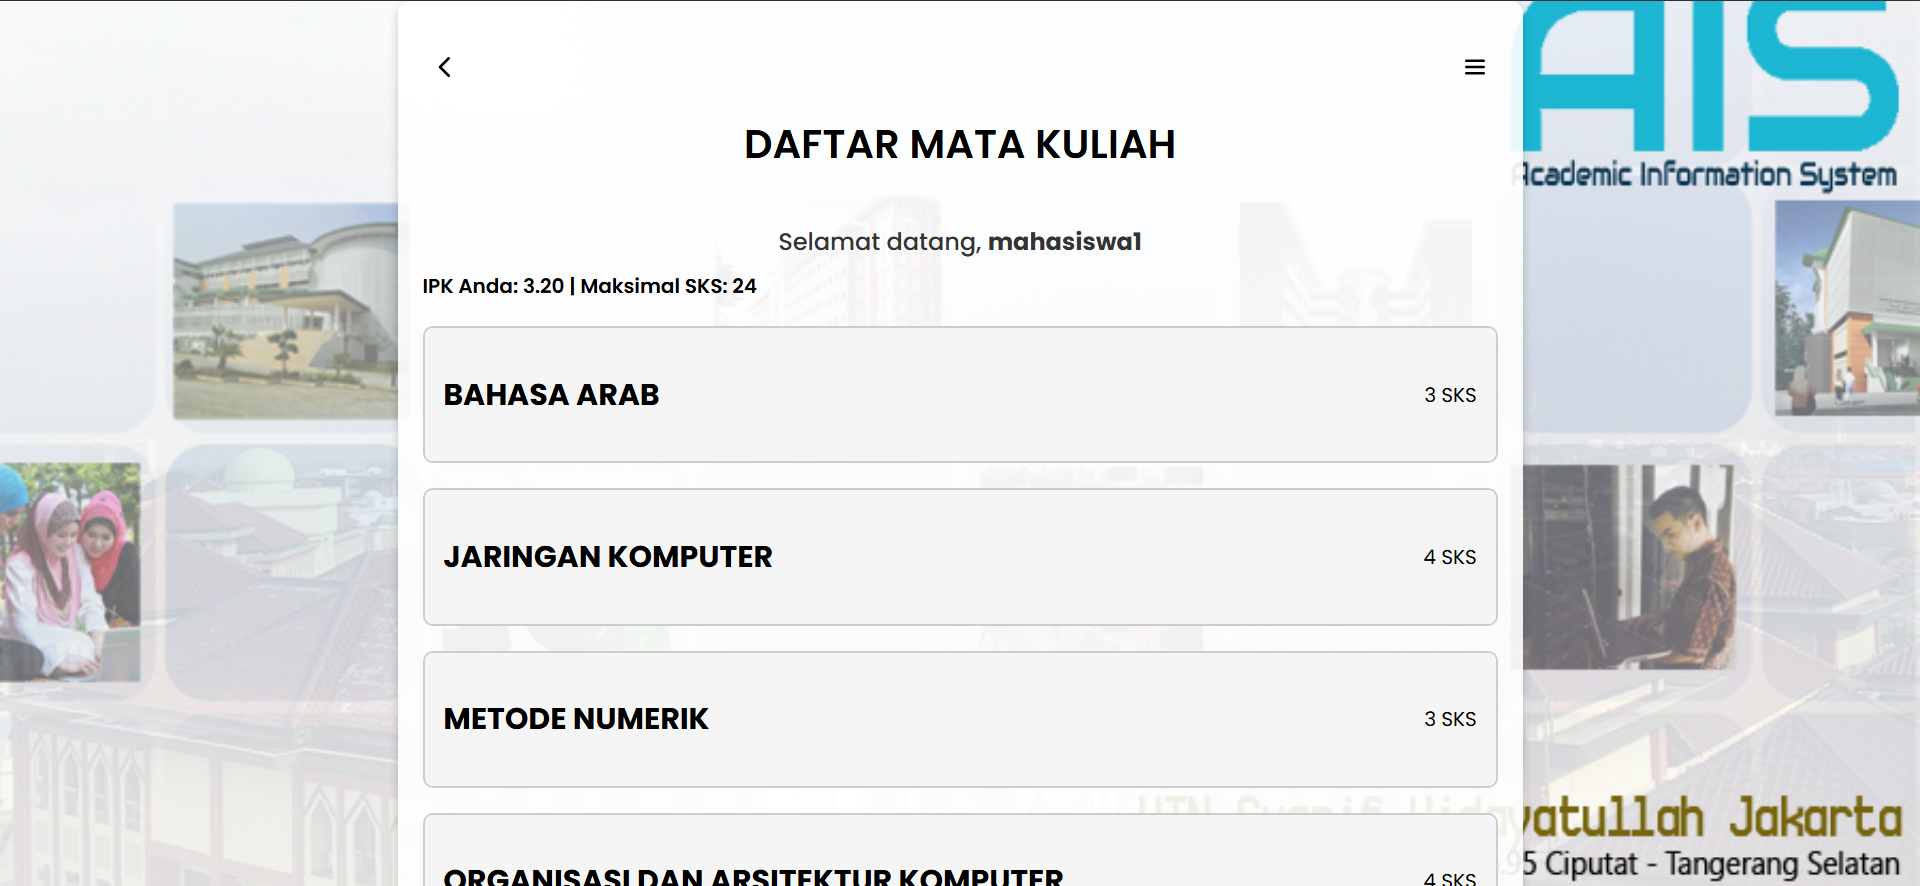 AIS
Academic Information System
DAFTAR MATA KULIAH
Selamat datang, mahasiswa1
IPK Anda: 3.20 | Maksimal SKS: 24
BAHASA ARAB 3 SKS
JARINGAN KOMPUTER 4 SKS
METODE NUMERIK 3 SKS
UIN Syarif Hidayatullah Jakarta
.95 Ciputat - Tangerang Selatan
ORGANISASI DAN ARSITEKTUR KOMPUTER 4 SKS